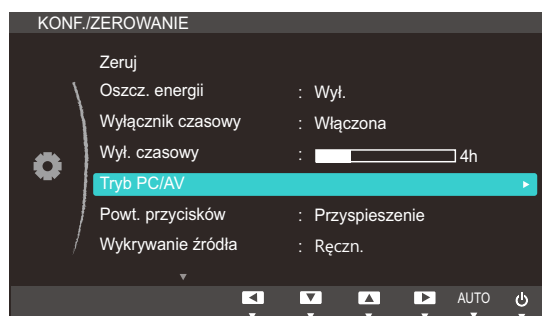 KONF./ZEROWANIE
Zeruj
Oszcz. energii : Wył.
Wyłącznik czasowy : Włączona
Wył. czasowy : 4h
Tryb PC/AV
Powt. przycisków : Przyspieszenie
Wykrywanie źródła : Ręczn.
AUTO